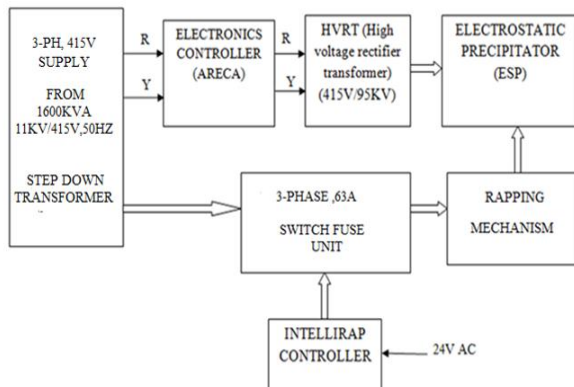 3-PH, 415V
SUPPLY
FROM
1600KVA
11KV/415V,50HZ
STEP DOWN
TRANSFORMER
R
Y
ELECTRONICS
CONTROLLER
(ARECA)
R
Y
HVRT (High
voltage rectifier
transformer)
(415V/95KV)
ELECTROSTATIC
PRECIPITATOR
(ESP)
3-PHASE ,63A
SWITCH FUSE
UNIT
RAPPING
MECHANISM
INTELLIRAP
CONTROLLER
24V AC